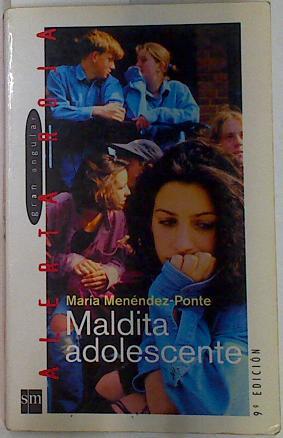 ALERTA ROJA
gran angular
María Menéndez-Ponte
Maldita
adolescente
sm
9ª EDICIÓN